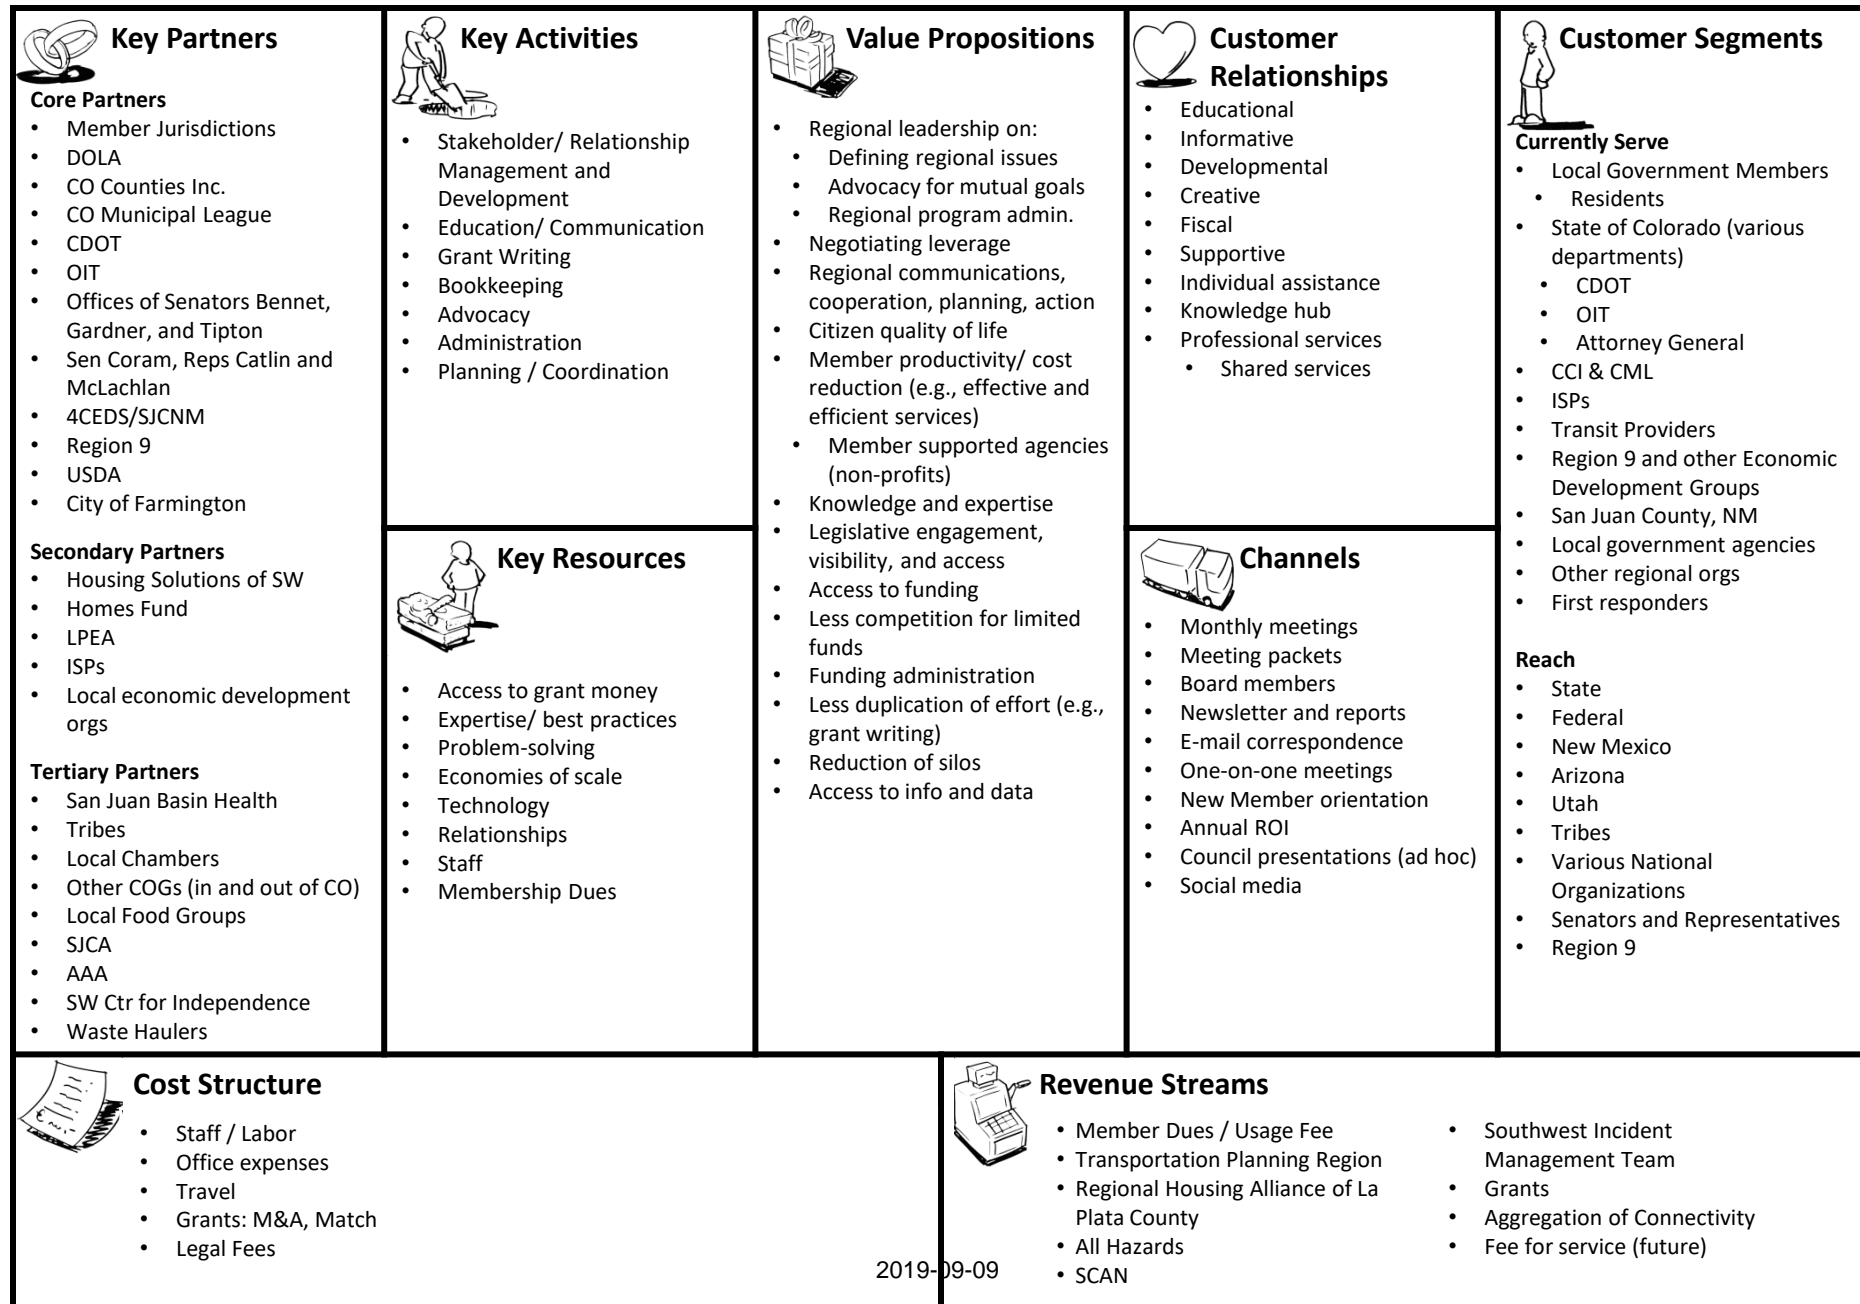 Key Partners
Core Partners
• Member Jurisdictions
• DOLA
• CO Counties Inc.
• CO Municipal League
• CDOT
• OIT
• Offices of Senators Bennet,
Gardner, and Tipton
• Sen Coram, Reps Catlin and
McLachlan
• 4CEDS/SJCNM
• Region 9
• USDA
• City of Farmington
Secondary Partners
• Housing Solutions of SW
• Homes Fund
• LPEA
• ISPs
• Local economic development
orgs
Tertiary Partners
• San Juan Basin Health
• Tribes
• Local Chambers
• Other COGs (in and out of CO)
• Local Food Groups
• SJCA
• AAA
• SW Ctr for Independence
• Waste Haulers
Key Activities
• Stakeholder/ Relationship
Management and
Development
• Education/ Communication
• Grant Writing
• Bookkeeping
• Advocacy
• Administration
• Planning / Coordination
Key Resources
• Access to grant money
• Expertise/ best practices
• Problem-solving
• Economies of scale
• Technology
• Relationships
• Staff
• Membership Dues
Value Propositions
• Regional leadership on:
• Defining regional issues
• Advocacy for mutual goals
• Regional program admin.
• Negotiating leverage
• Regional communications,
cooperation, planning, action
• Citizen quality of life
• Member productivity/ cost
reduction (e.g., effective and
efficient services)
• Member supported agencies
(non-profits)
• Knowledge and expertise
• Legislative engagement,
visibility, and access
• Access to funding
• Less competition for limited
funds
• Funding administration
• Less duplication of effort (e.g.,
grant writing)
• Reduction of silos
• Access to info and data
Customer
Relationships
• Educational
• Informative
• Developmental
• Creative
• Fiscal
• Supportive
• Individual assistance
• Knowledge hub
• Professional services
• Shared services
Channels
• Monthly meetings
• Meeting packets
• Board members
• Newsletter and reports
• E-mail correspondence
• One-on-one meetings
• New Member orientation
• Annual ROI
• Council presentations (ad hoc)
• Social media
Customer Segments
Currently Serve
• Local Government Members
• Residents
• State of Colorado (various
departments)
• CDOT
• OIT
• Attorney General
• CCI & CML
• ISPs
• Transit Providers
• Region 9 and other Economic
Development Groups
• San Juan County, NM
• Local government agencies
• Other regional orgs
• First responders
Reach
• State
• Federal
• New Mexico
• Arizona
• Utah
• Tribes
• Various National
Organizations
• Senators and Representatives
• Region 9
Cost Structure
• Staff / Labor
• Office expenses
• Travel
• Grants: M&A, Match
• Legal Fees
Revenue Streams
• Member Dues / Usage Fee
• Transportation Planning Region
• Regional Housing Alliance of La
Plata County
• All Hazards
• SCAN
• Southwest Incident
Management Team
• Grants
• Aggregation of Connectivity
• Fee for service (future)
2019-09-09